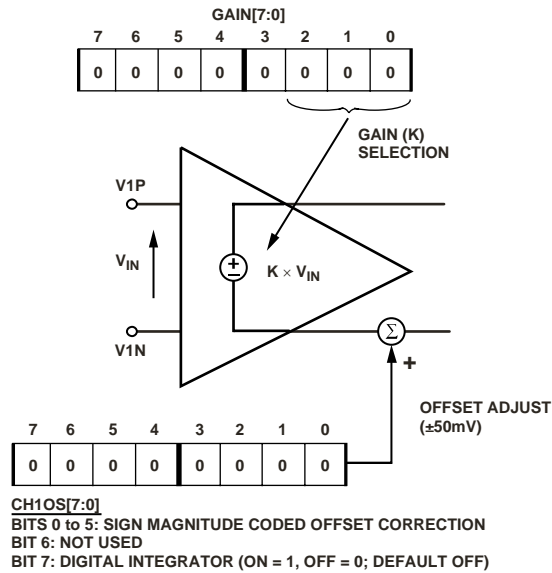 GAIN[7:0]
7 6 5 4 3 2 1 0
0 0 0 0 0 0 0 0
GAIN (K)
SELECTION
V1P
VIN
K × VIN
V1N
Σ
+
OFFSET ADJUST
(±50mV)
7 6 5 4 3 2 1 0
0 0 0 0 0 0 0 0
CH1OS[7:0]
BITS 0 to 5: SIGN MAGNITUDE CODED OFFSET CORRECTION
BIT 6: NOT USED
BIT 7: DIGITAL INTEGRATOR (ON = 1, OFF = 0; DEFAULT OFF)